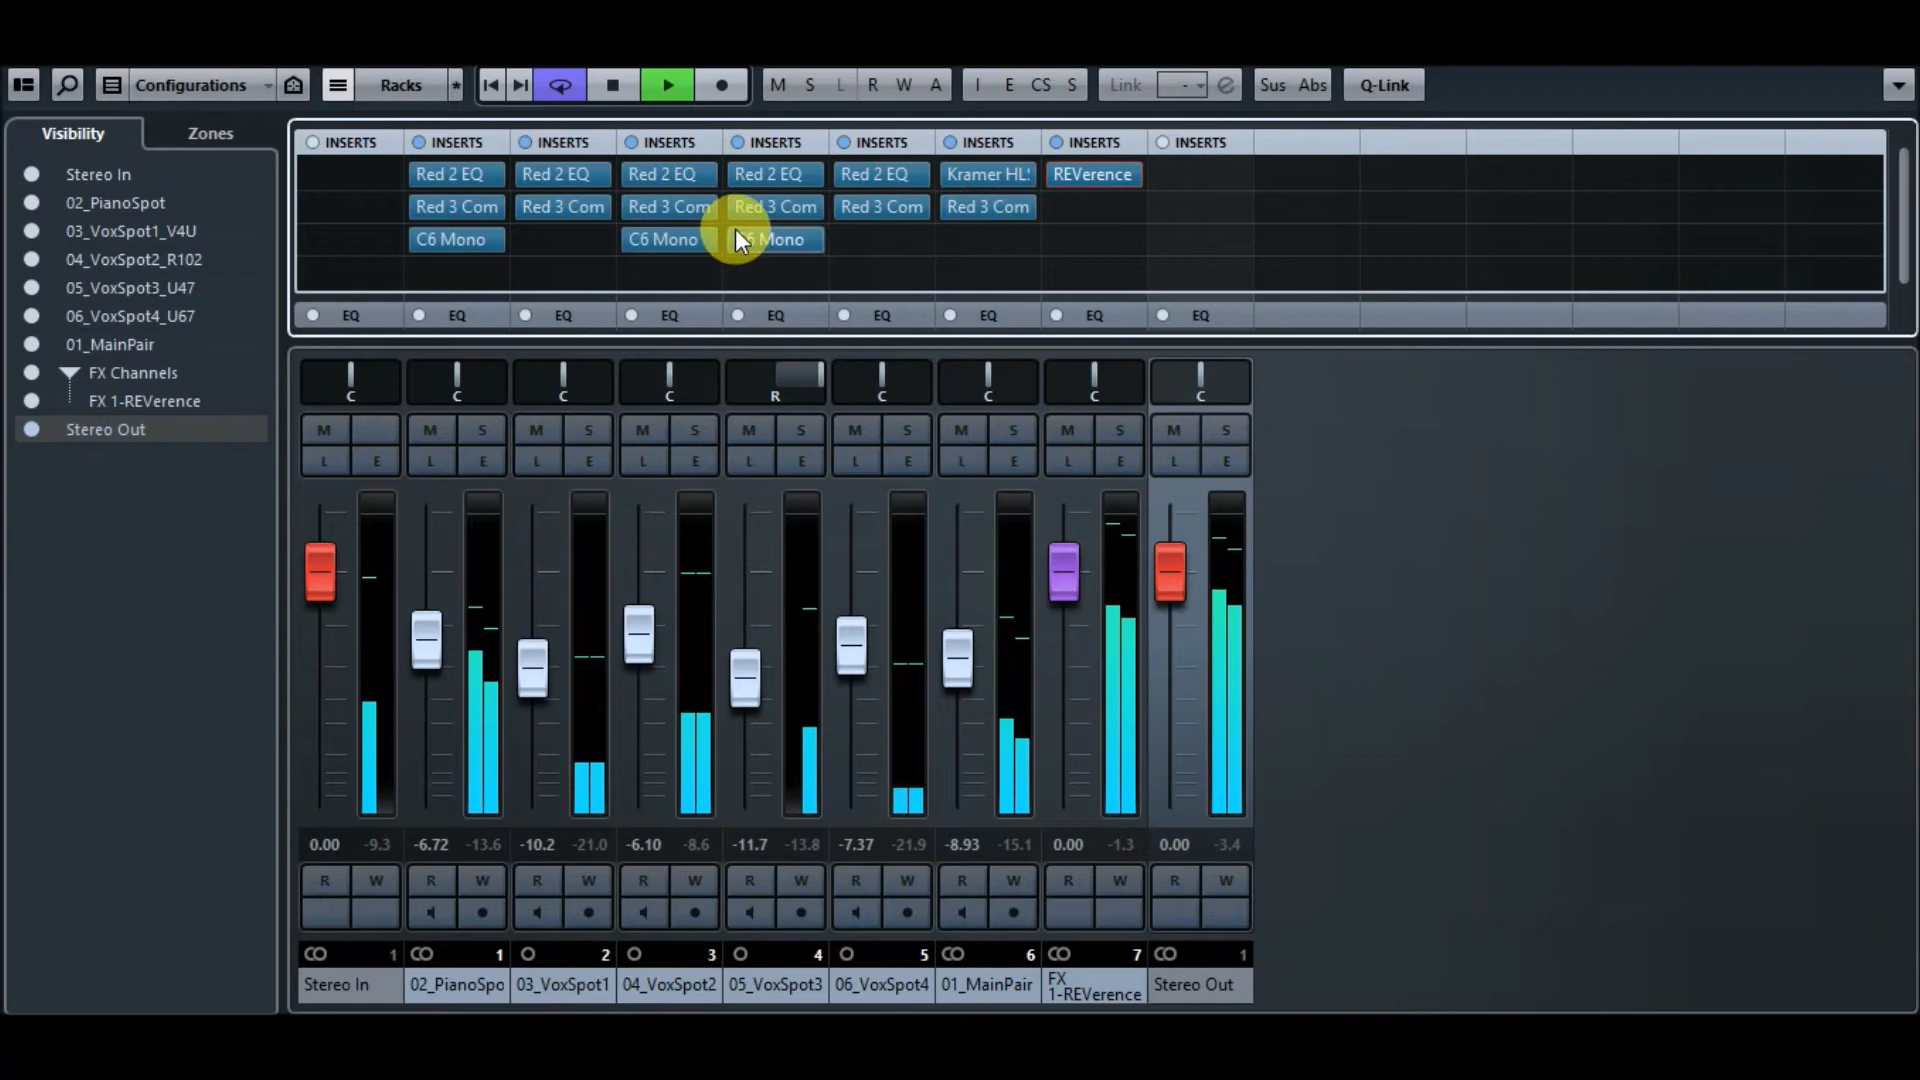 Configurations Racks * M S L R W A I E CS S Link - e Sus Abs Q-Link
Visibility Zones
Stereo In
02_PianoSpot
03_VoxSpot1_V4U
04_VoxSpot2_R102
05_VoxSpot3_U47
06_VoxSpot4_U67
01_MainPair
FX Channels
FX 1-REVerence
Stereo Out
INSERTS INSERTS INSERTS INSERTS INSERTS INSERTS INSERTS INSERTS INSERTS
Red 2 EQ Red 2 EQ Red 2 EQ Red 2 EQ Red 2 EQ Kramer HL! REVerence
Red 3 Com Red 3 Com Red 3 Com Red 3 Com Red 3 Com Red 3 Com
C6 Mono C6 Mono Mono
EQ EQ EQ EQ EQ EQ EQ EQ EQ
C C C C R C C C C
M M S M S M S M S M S M S M S M S
L E L E L E L E L E L E L E L E L E
0.00 -9.3 -6.72 -13.6 -10.2 -21.0 -6.10 -8.6 -11.7 -13.8 -7.37 -21.9 -8.93 -15.1 0.00 -1.3 0.00 -3.4
R W R W R W R W R W R W R W R W R W
1 1 2 3 4 5 6 7 1
Stereo In 02_PianoSpo 03_VoxSpot1 04_VoxSpot2 05_VoxSpot3 06_VoxSpot4 01_MainPair FX Stereo Out
1-REVerence